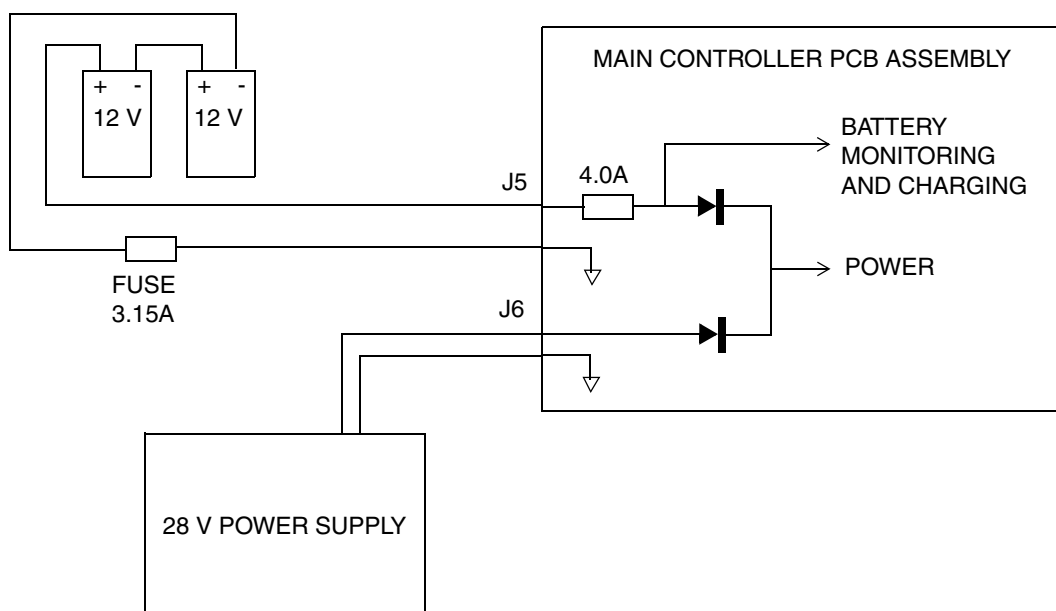 MAIN CONTROLLER PCB ASSEMBLY
+ -
12 V
+ -
12 V
BATTERY
MONITORING
AND CHARGING
J5
4.0A
POWER
FUSE
3.15A
J6
28 V POWER SUPPLY